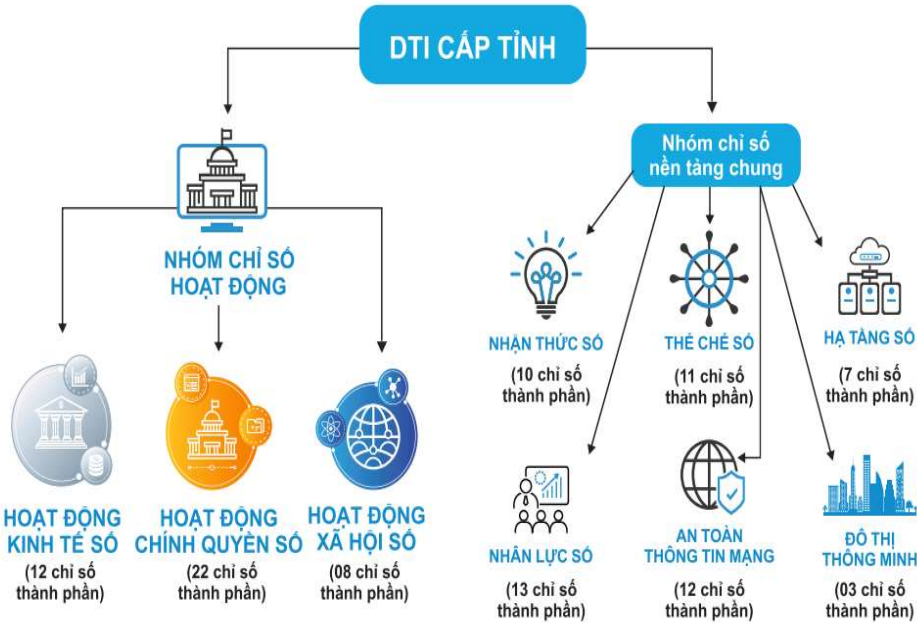 DTI CẤP TỈNH
NHÓM CHỈ SỐ
HOẠT ĐỘNG
HOẠT ĐỘNG
KINH TẾ SỐ
(12 chỉ số
thành phần)
HOẠT ĐỘNG
CHÍNH QUYỀN SỐ
(22 chỉ số
thành phần)
HOẠT ĐỘNG
XÃ HỘI SỐ
(08 chỉ số
thành phần)
Nhóm chỉ số
nền tảng chung
NHẬN THỨC SỐ
(10 chỉ số
thành phần)
THỂ CHẾ SỐ
(11 chỉ số
thành phần)
HẠ TẦNG SỐ
(7 chỉ số
thành phần)
NHÂN LỰC SỐ
(13 chỉ số
thành phần)
AN TOÀN
THÔNG TIN MẠNG
(12 chỉ số
thành phần)
ĐÔ THỊ
THÔNG MINH
(03 chỉ số
thành phần)